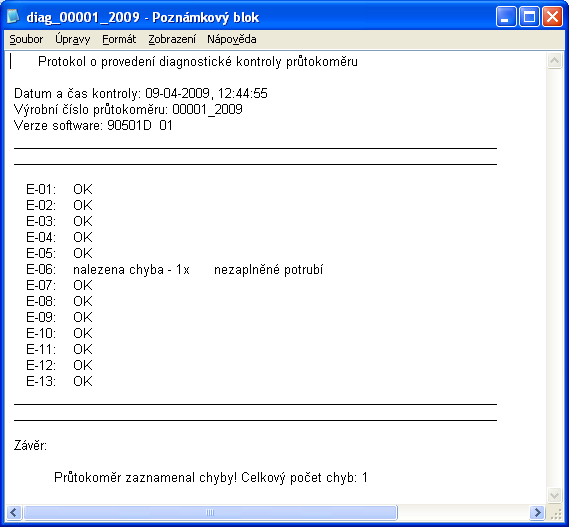 diag_00001_2009 - Poznámkový blok
Soubor Úpravy Formát Zobrazení Nápověda
Protokol o provedení diagnostické kontroly průtokoměru
Datum a čas kontroly: 09-04-2009, 12:44:55
Výrobní číslo průtokoměru: 00001_2009
Verze software: 90501D 01
E-01: OK
E-02: OK
E-03: OK
E-04: OK
E-05: OK
E-06: nalezena chyba - 1x nezaplněné potrubí
E-07: OK
E-08: OK
E-09: OK
E-10: OK
E-11: OK
E-12: OK
E-13: OK
Závěr:
Průtokoměr zaznamenal chyby! Celkový počet chyb: 1